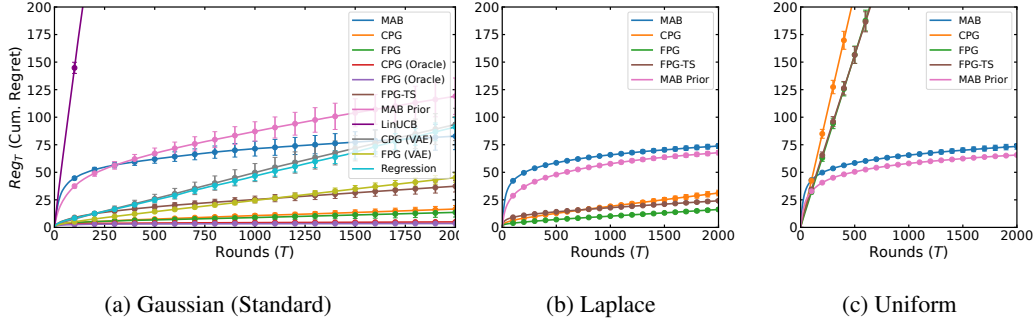 Reg_T (Cum. Regret)
200
175
150
125
100
75
50
25
0
0 250 500 750 1000 1250 1500 1750 2000
Rounds (T)
MAB
CPG
FPG
CPG (Oracle)
FPG (Oracle)
FPG-TS
MAB Prior
LinUCB
CPG (VAE)
FPG (VAE)
Regression
(a) Gaussian (Standard)
200
175
150
125
100
75
50
25
0
0 500 1000 1500 2000
Rounds (T)
MAB
CPG
FPG
FPG-TS
MAB Prior
(b) Laplace
200
175
150
125
100
75
50
25
0
0 500 1000 1500 2000
Rounds (T)
MAB
CPG
FPG
FPG-TS
MAB Prior
(c) Uniform